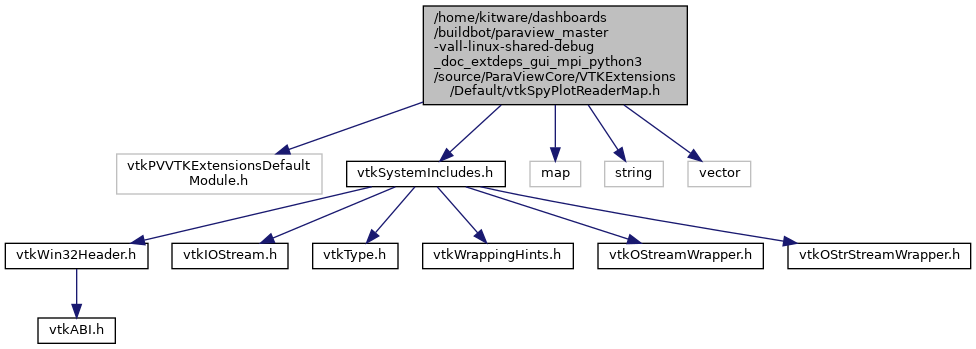 /home/kitware/dashboards
/buildbot/paraview_master
-vall-linux-shared-debug
_doc_extdeps_gui_mpi_python3
/source/ParaViewCore/VTKExtensions
/Default/vtkSpyPlotReaderMap.h
vtkPVVTKExtensionsDefault
Module.h
vtkSystemIncludes.h
map
string
vector
vtkWin32Header.h
vtkIOStream.h
vtkType.h
vtkWrappingHints.h
vtkOStreamWrapper.h
vtkOStrStreamWrapper.h
vtkABI.h